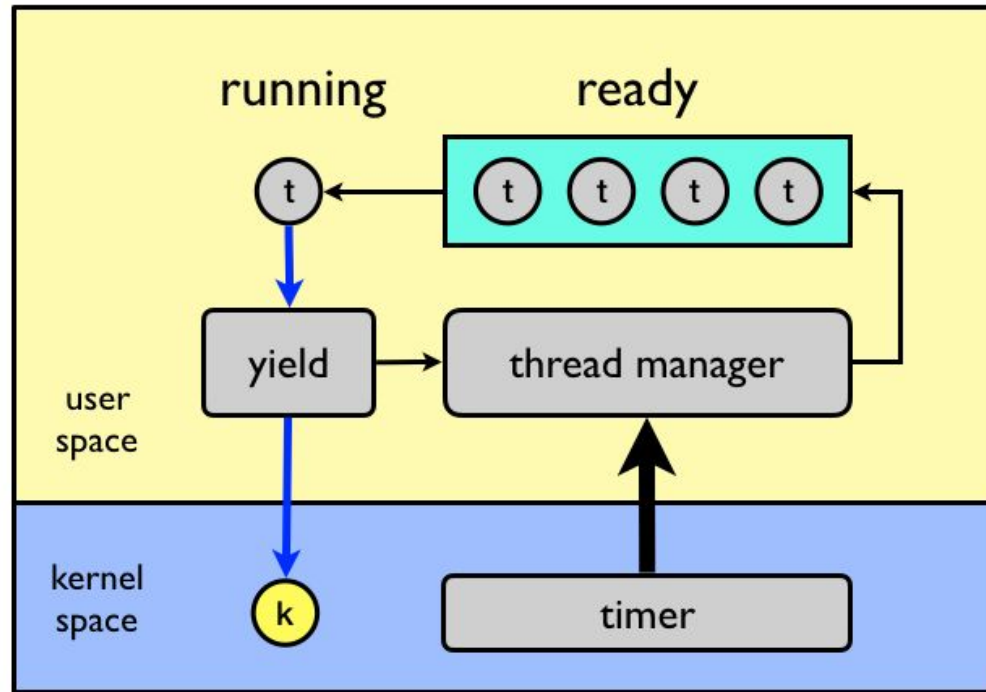 running
ready
t
t
t
t
t
yield
thread manager
user
space
kernel
space
k
timer